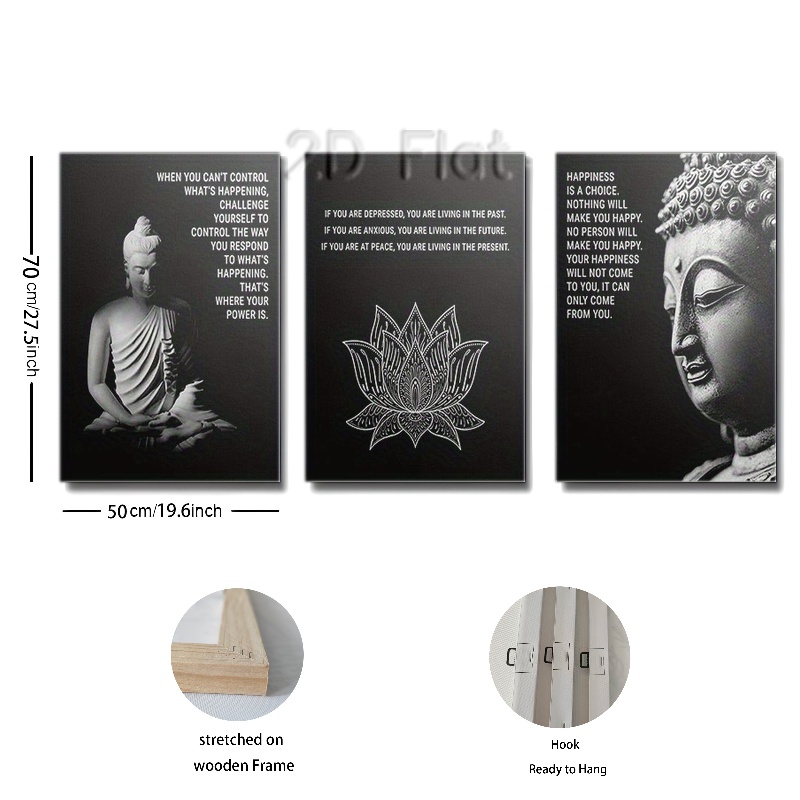 2D Flat
WHEN YOU CAN'T CONTROL
WHAT'S HAPPENING,
CHALLENGE
YOURSELF TO
CONTROL THE WAY
YOU RESPOND
TO WHAT'S
HAPPENING.
THAT'S
WHERE YOUR
POWER IS.
IF YOU ARE DEPRESSED, YOU ARE LIVING IN THE PAST.
IF YOU ARE ANXIOUS, YOU ARE LIVING IN THE FUTURE.
IF YOU ARE AT PEACE, YOU ARE LIVING IN THE PRESENT.
HAPPINESS
IS A CHOICE.
NOTHING WILL
MAKE YOU HAPPY.
NO PERSON WILL
MAKE YOU HAPPY.
YOUR HAPPINESS
WILL NOT COME
TO YOU, IT CAN
ONLY COME
FROM YOU.
70 cm/27.5inch
50cm/19.6inch
stretched on
wooden Frame
Hook
Ready to Hang